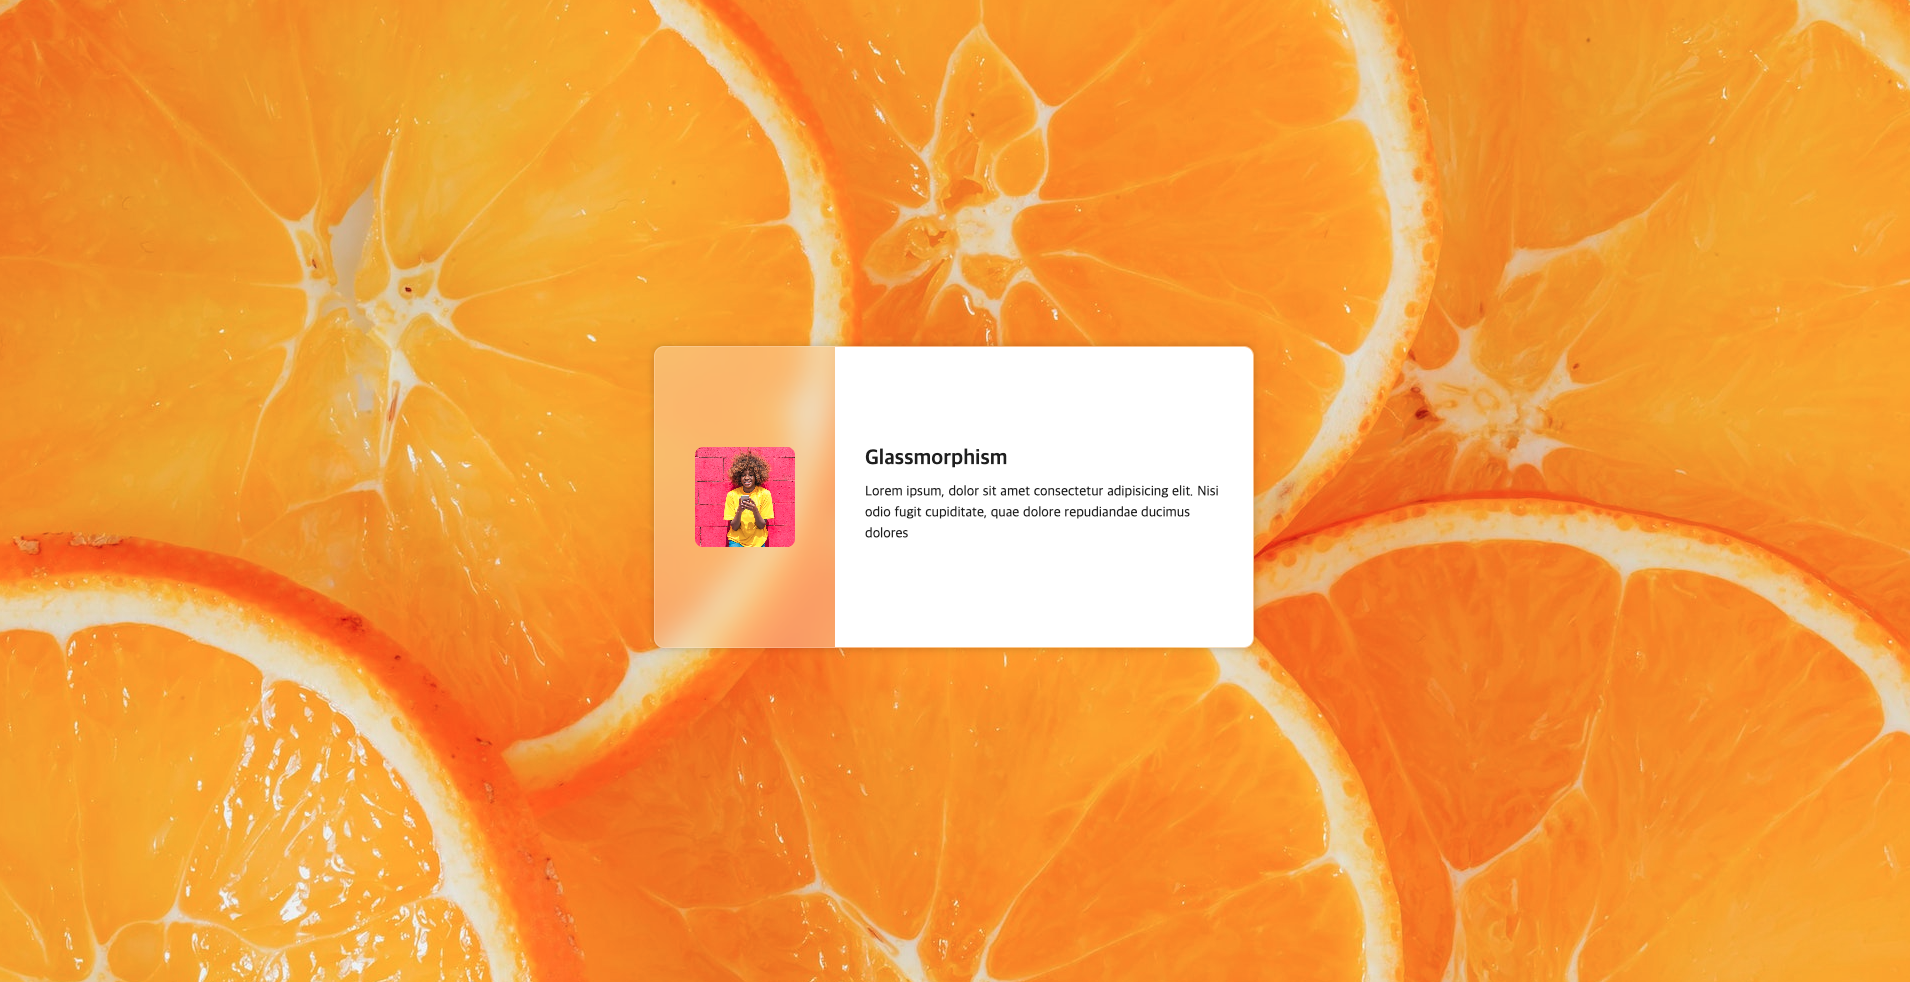 Glassmorphism
Lorem ipsum, dolor sit amet consectetur adipisicing elit. Nisi
odio fugit cupiditate, quae dolore repudiandae ducimus
dolores